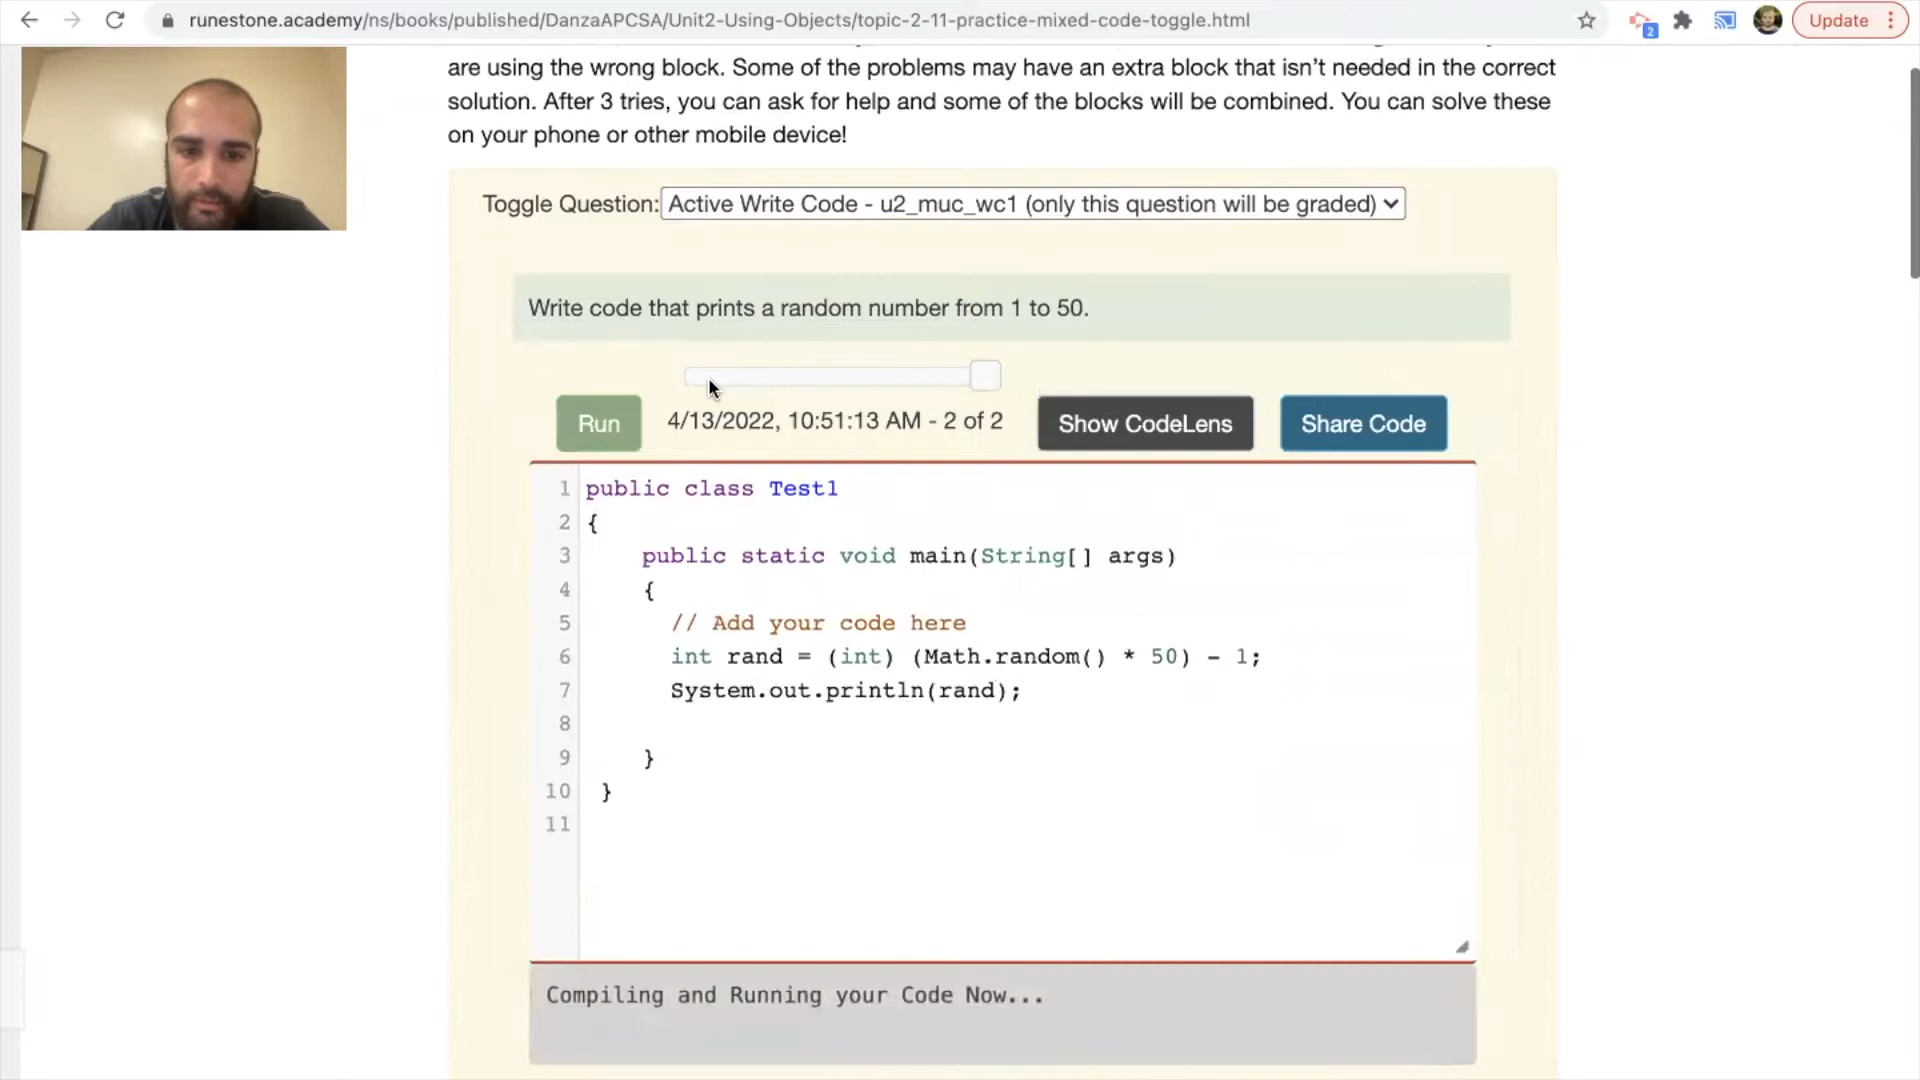 runestone.academy/ns/books/published/DanzaAPCSA/Unit2-Using-Objects/topic-2-11-practice-mixed-code-toggle.html
2
Update
are using the wrong block. Some of the problems may have an extra block that isn't needed in the correct
solution. After 3 tries, you can ask for help and some of the blocks will be combined. You can solve these
on your phone or other mobile device!
Toggle Question: Active Write Code - u2_muc_wc1 (only this question will be graded)
Write code that prints a random number from 1 to 50.
Run 4/13/2022, 10:51:13 AM - 2 of 2 Show CodeLens Share Code
1 public class Test1
2 {
3 public static void main(String[] args)
4 {
5 // Add your code here
6 int rand = (int) (Math.random() * 50) - 1;
7 System.out.println(rand);
8
9 }
10 }
11
Compiling and Running your Code Now...